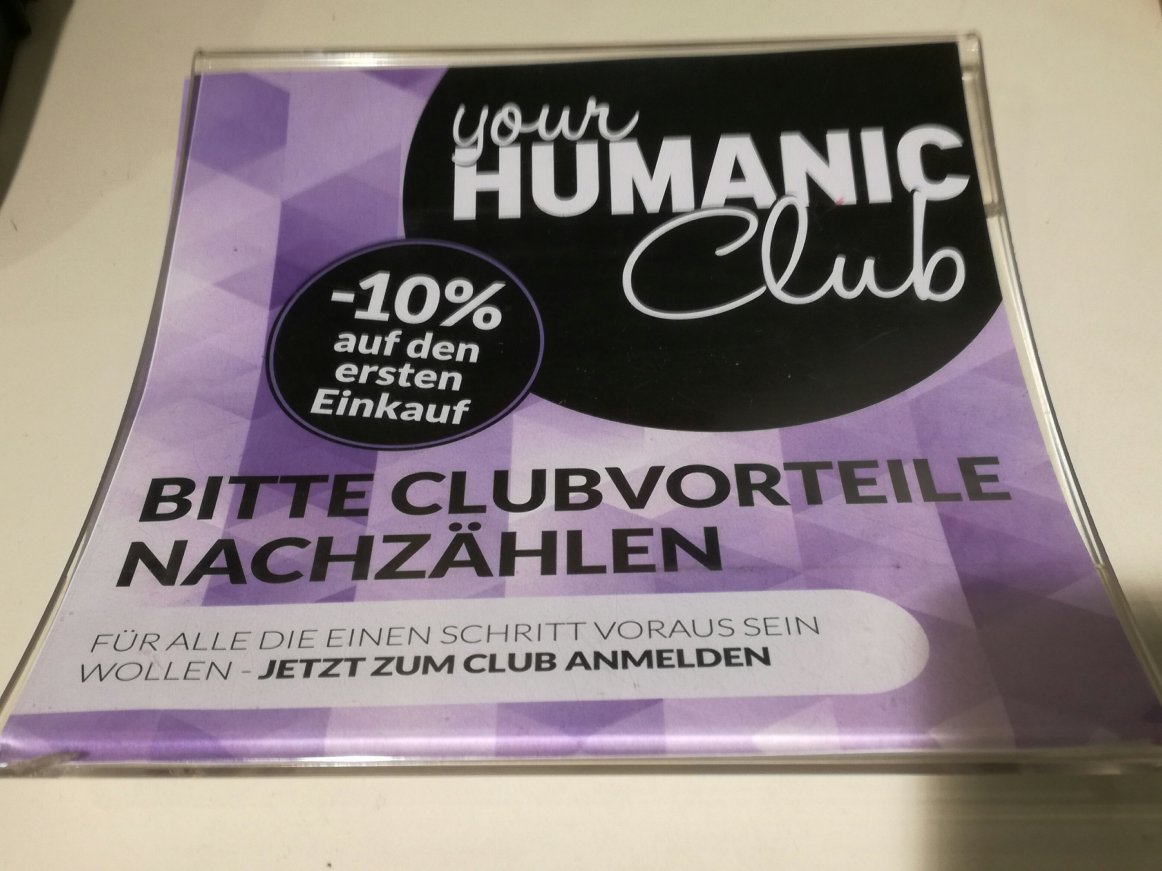 your
HUMANIC
Club
-10%
auf den
ersten
Einkauf
BITTE CLUBVORTEILE
NACHZÄHLEN
FÜR ALLE DIE EINEN SCHRITT VORAUS SEIN
WOLLEN - JETZT ZUM CLUB ANMELDEN